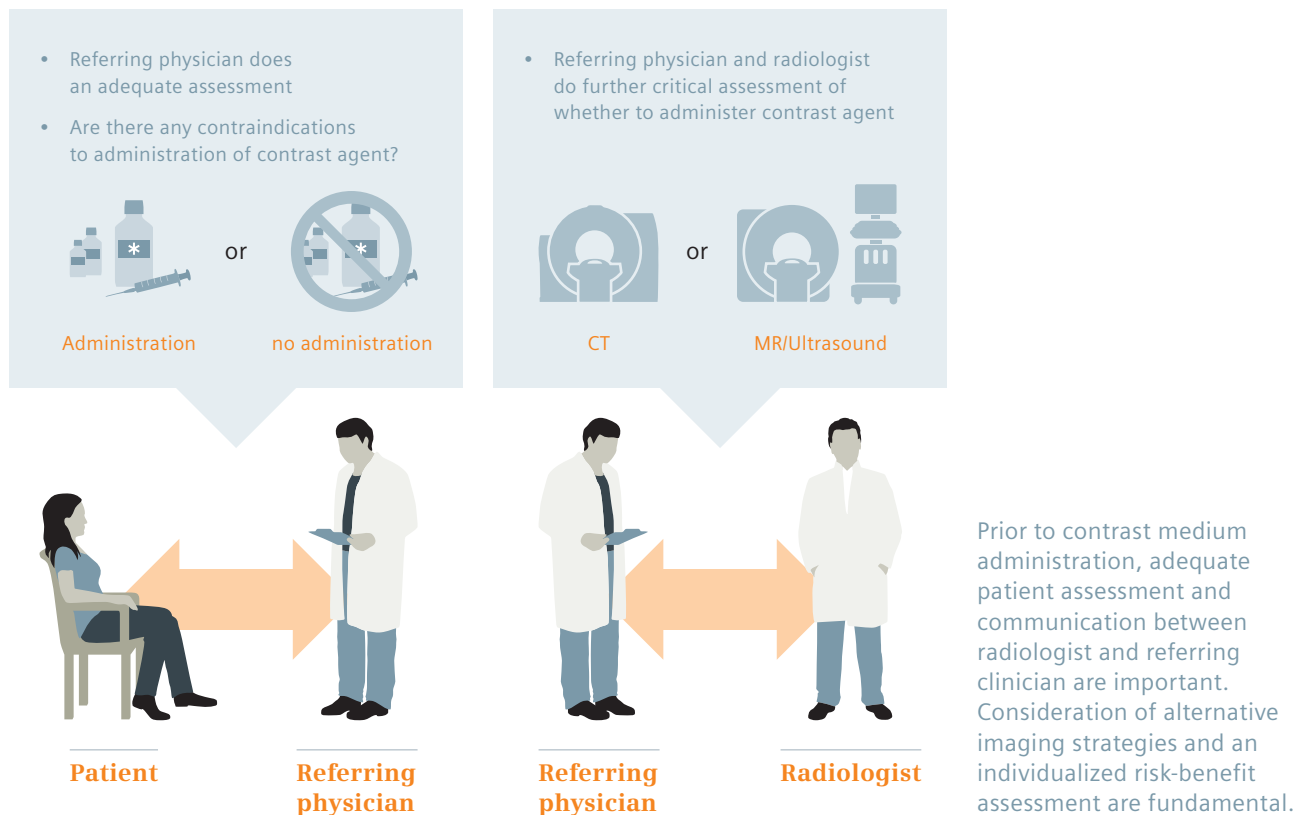 • Referring physician does
an adequate assessment
• Are there any contraindications
to administration of contrast agent?
*
or
*
Administration
no administration
• Referring physician and radiologist
do further critical assessment of
whether to administer contrast agent
or
CT
MR/Ultrasound
Patient
Referring
physician
Referring
physician
Radiologist
Prior to contrast medium
administration, adequate
patient assessment and
communication between
radiologist and referring
clinician are important.
Consideration of alternative
imaging strategies and an
individualized risk-benefit
assessment are fundamental.